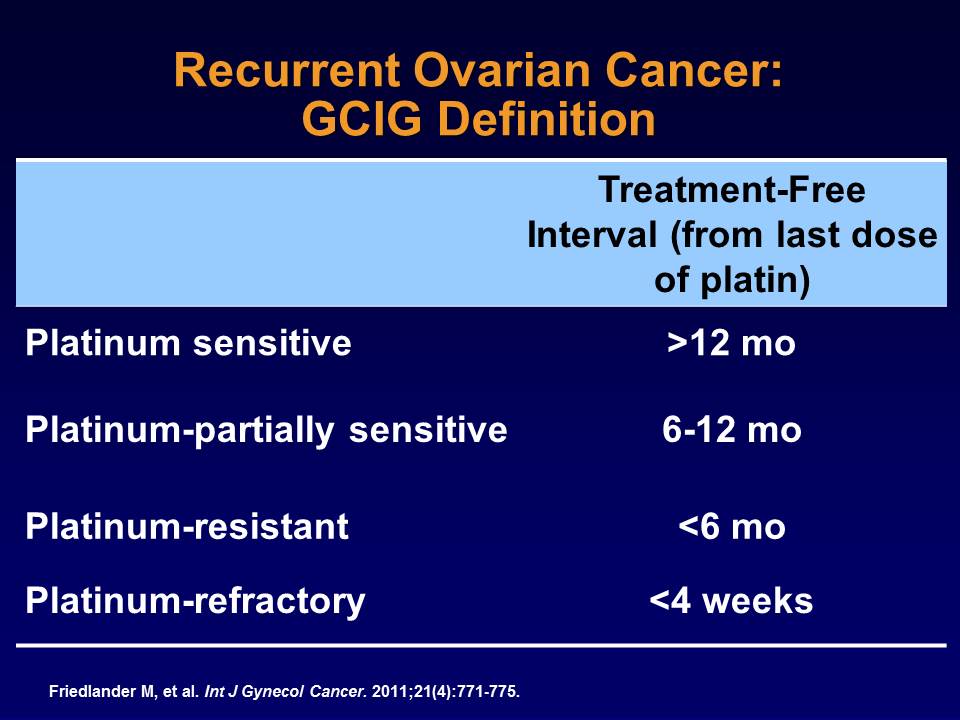 Recurrent Ovarian Cancer:
GCIG Definition
Treatment-Free
Interval (from last dose
of platin)
Platinum sensitive >12 mo
Platinum-partially sensitive 6-12 mo
Platinum-resistant <6 mo
Platinum-refractory <4 weeks
Friedlander M, et al. Int J Gynecol Cancer. 2011;21(4):771-775.